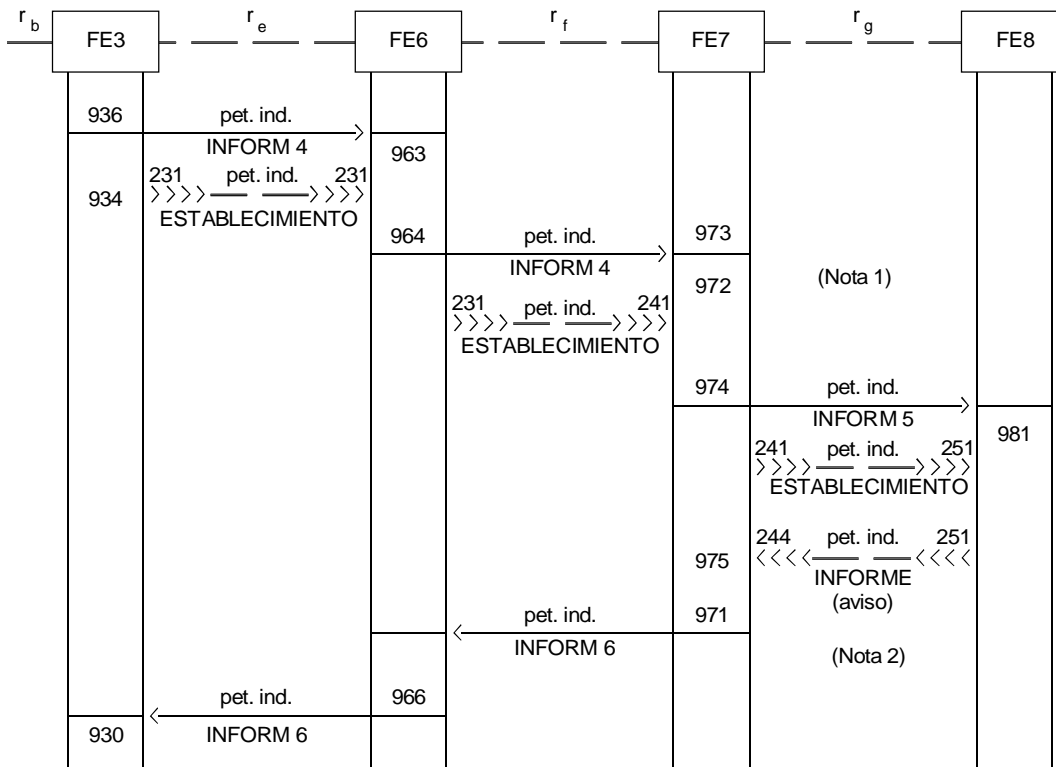 r b r e r f r g
FE3 FE6 FE7 FE8
936 pet. ind.
INFORM 4 963
934 231 pet. ind. 231
ESTABLECIMIENTO
964 pet. ind. 973
INFORM 4
972 (Nota 1)
231 pet. ind. 241
ESTABLECIMIENTO
974 pet. ind.
INFORM 5
981
241 pet. ind. 251
ESTABLECIMIENTO
244 pet. ind. 251
975
INFORME
(aviso)
pet. ind. 971
INFORM 6 (Nota 2)
pet. ind. 966
930 INFORM 6